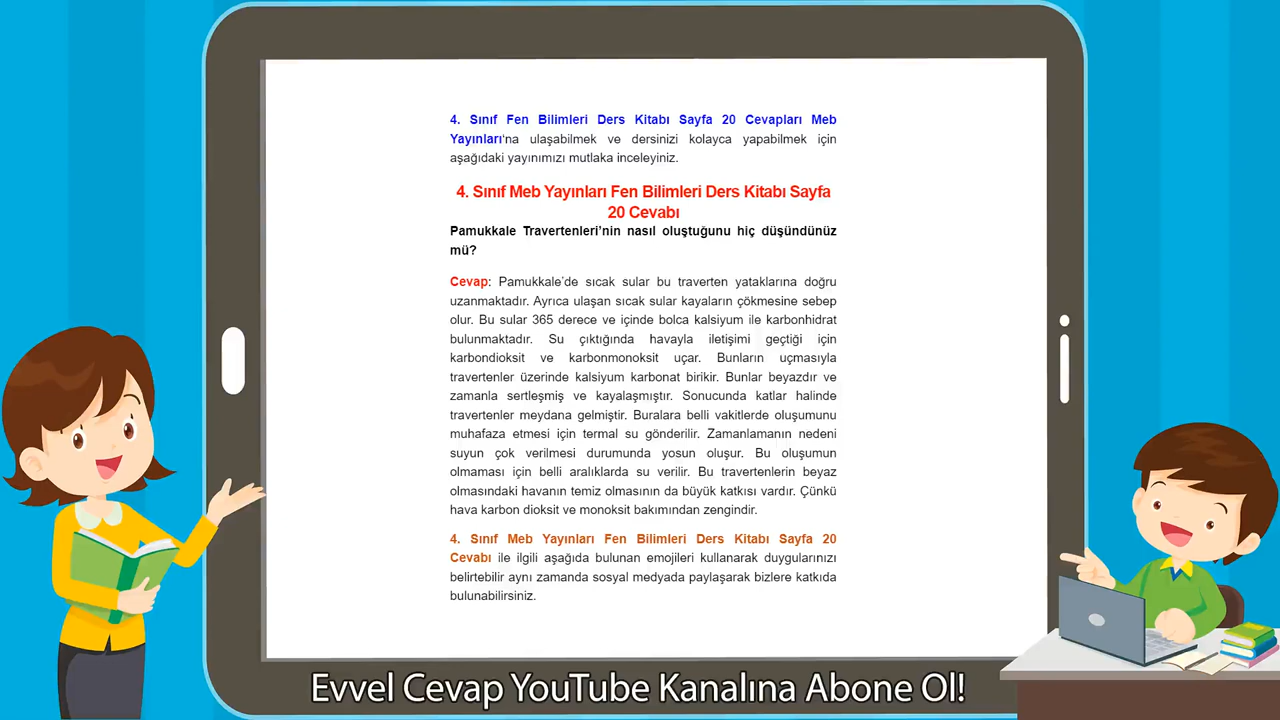 4. Sınıf Fen Bilimleri Ders Kitabı Sayfa 20 Cevapları Meb
Yayınları'na ulaşabilmek ve dersinizi kolayca yapabilmek için
aşağıdaki yayınımızı mutlaka inceleyiniz.
4. Sınıf Meb Yayınları Fen Bilimleri Ders Kitabı Sayfa
20 Cevabı
Pamukkale Travertenleri'nin nasıl oluştuğunu hiç düşündünüz
mü?
Cevap: Pamukkale'de sıcak sular bu traverten yataklarına doğru
uzanmaktadır. Ayrıca ulaşan sıcak sular kayaların çökmesine sebep
olur. Bu sular 365 derece ve içinde bolca kalsiyum ile karbonhidrat
bulunmaktadır. Su çıktığında havayla iletişimi geçtiği için
karbondioksit ve karbonmonoksit uçar. Bunların uçmasıyla
travertenler üzerinde kalsiyum karbonat birikir. Bunlar beyazdır ve
zamanla sertleşmiş ve kayalaşmıştır. Sonucunda katlar halinde
travertenler meydana gelmiştir. Buralara belli vakitlerde oluşumunu
muhafaza etmesi için termal su gönderilir. Zamanlamanın nedeni
suyun çok verilmesi durumunda yosun oluşur. Bu oluşumun
olmaması için belli aralıklarda su verilir. Bu travertenlerin beyaz
olmasındaki havanın temiz olmasının da büyük katkısı vardır. Çünkü
hava karbon dioksit ve monoksit bakımından zengindir.
4. Sınıf Meb Yayınları Fen Bilimleri Ders Kitabı Sayfa 20
Cevabı ile ilgili aşağıda bulunan emojileri kullanarak duygularınızı
belirtebilir aynı zamanda sosyal medyada paylaşarak bizlere katkıda
bulunabilirsiniz.
Evvel Cevap YouTube Kanalına Abone Ol!